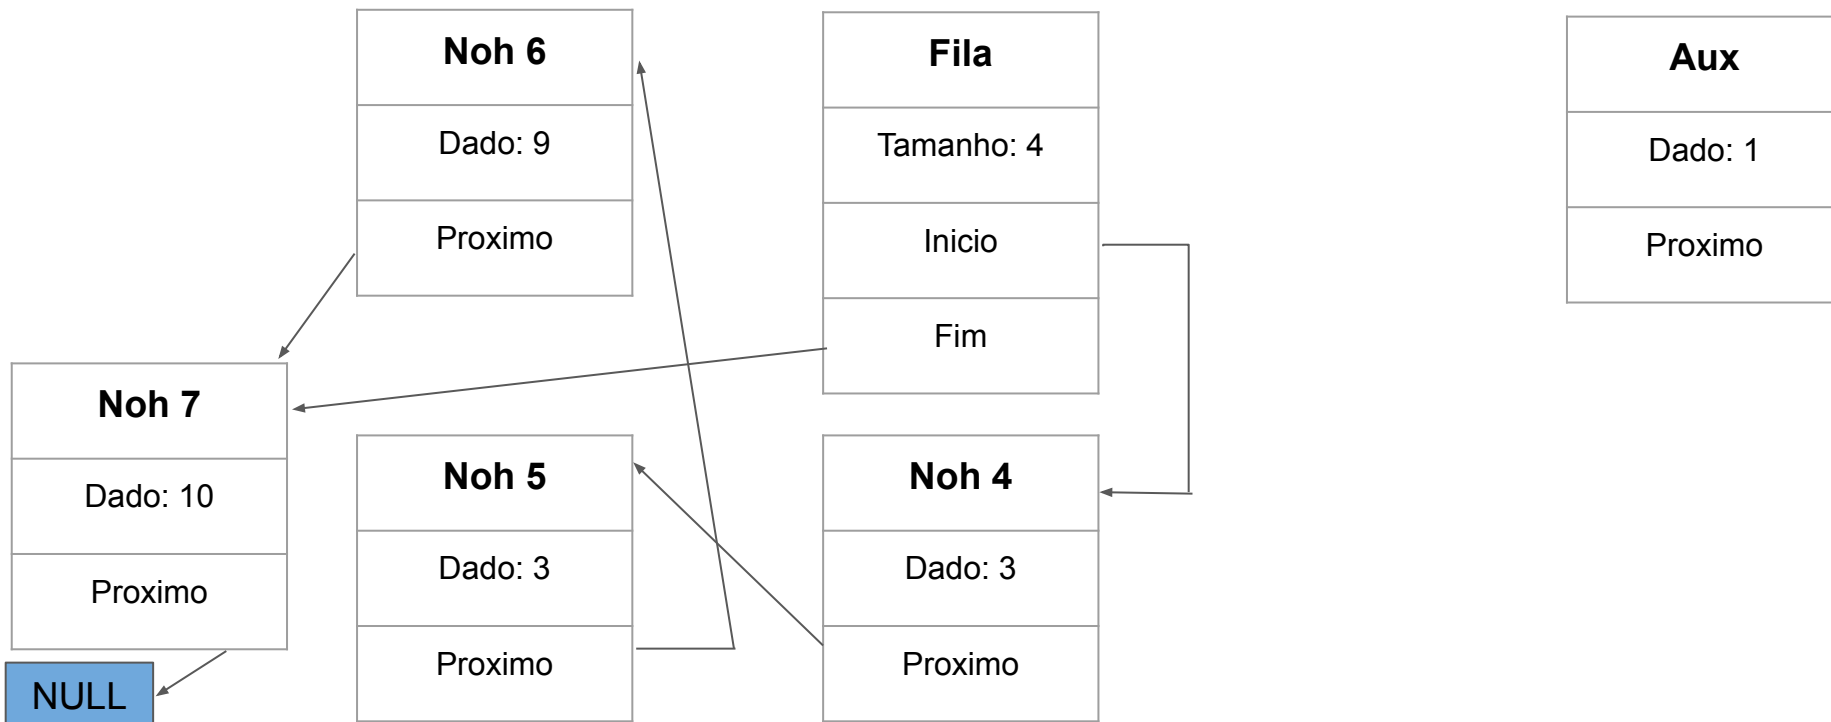 Noh 6
Dado: 9
Proximo
Fila
Tamanho: 4
Inicio
Fim
Aux
Dado: 1
Proximo
Noh 7
Dado: 10
Proximo
NULL
Noh 5
Dado: 3
Proximo
Noh 4
Dado: 3
Proximo